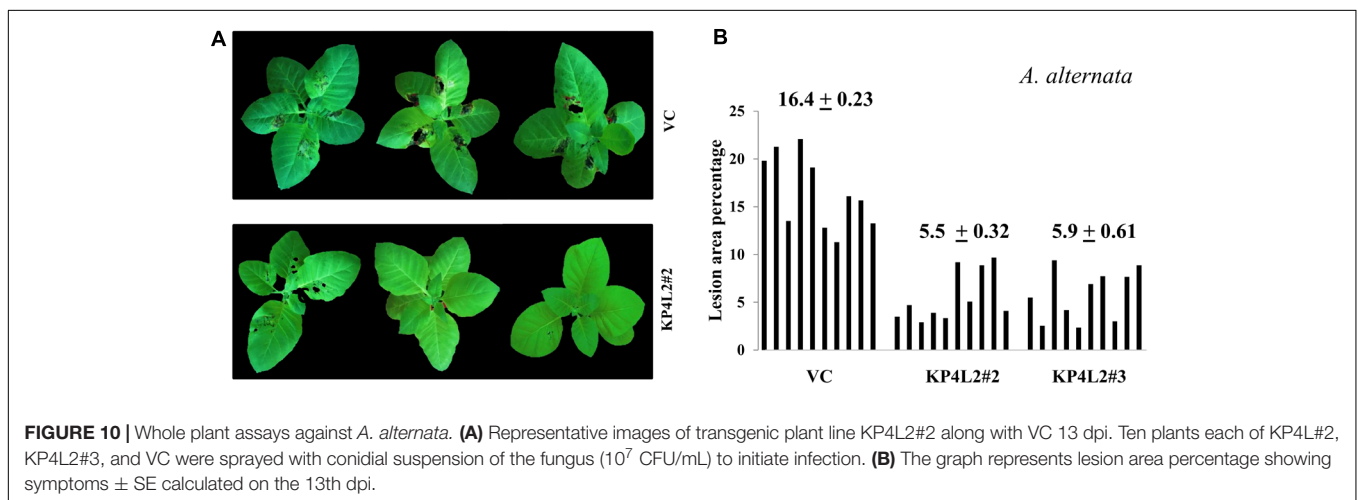 A
VC
KP4L2#2
B
A. alternata
Lesion area percentage
25
20
15
10
5
0
16.4 ± 0.23
5.5 ± 0.32
5.9 ± 0.61
VC
KP4L2#2
KP4L2#3
FIGURE 10 | Whole plant assays against A. alternata. (A) Representative images of transgenic plant line KP4L2#2 along with VC 13 dpi. Ten plants each of KP4L#2,
KP4L2#3, and VC were sprayed with conidial suspension of the fungus (10⁷ CFU/mL) to initiate infection. (B) The graph represents lesion area percentage showing
symptoms ± SE calculated on the 13th dpi.